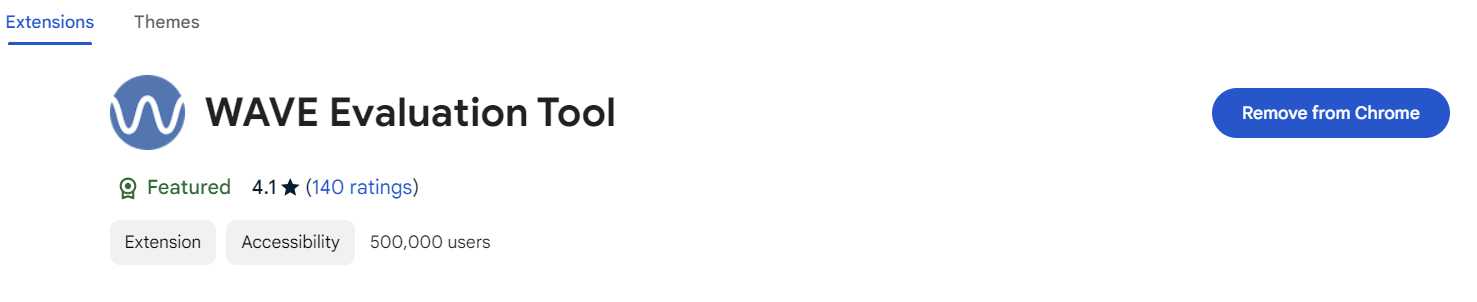 Extensions Themes
WAVE Evaluation Tool Remove from Chrome
Featured 4.1 ★ (140 ratings)
Extension Accessibility 500,000 users